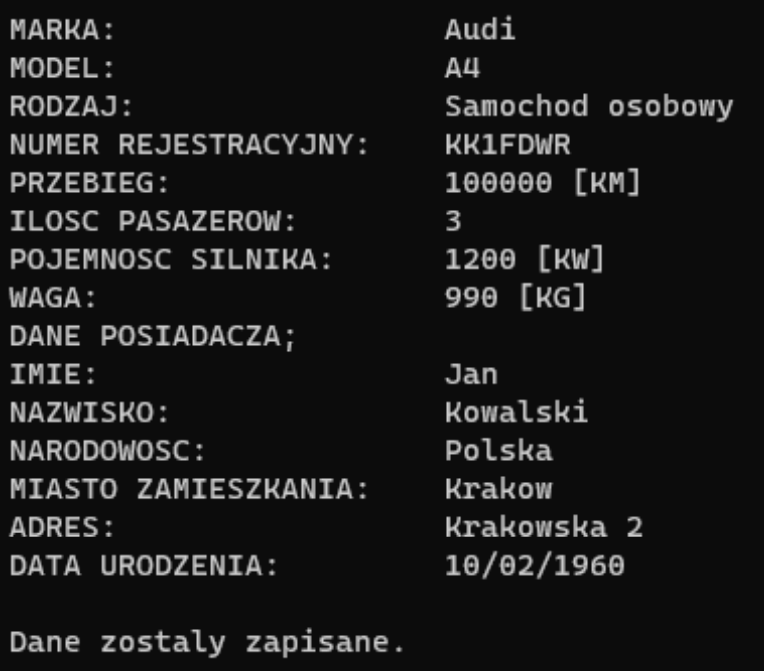 MARKA: Audi
MODEL: A4
RODZAJ: Samochod osobowy
NUMER REJESTRACYJNY: KK1FDWR
PRZEBIEG: 100000 [KM]
ILOSC PASAZEROW: 3
POJEMNOSC SILNIKA: 1200 [KW]
WAGA: 990 [KG]
DANE POSIADACZA;
IMIE: Jan
NAZWISKO: Kowalski
NARODOWOSC: Polska
MIASTO ZAMIESZKANIA: Krakow
ADRES: Krakowska 2
DATA URODZENIA: 10/02/1960
Dane zostaly zapisane.